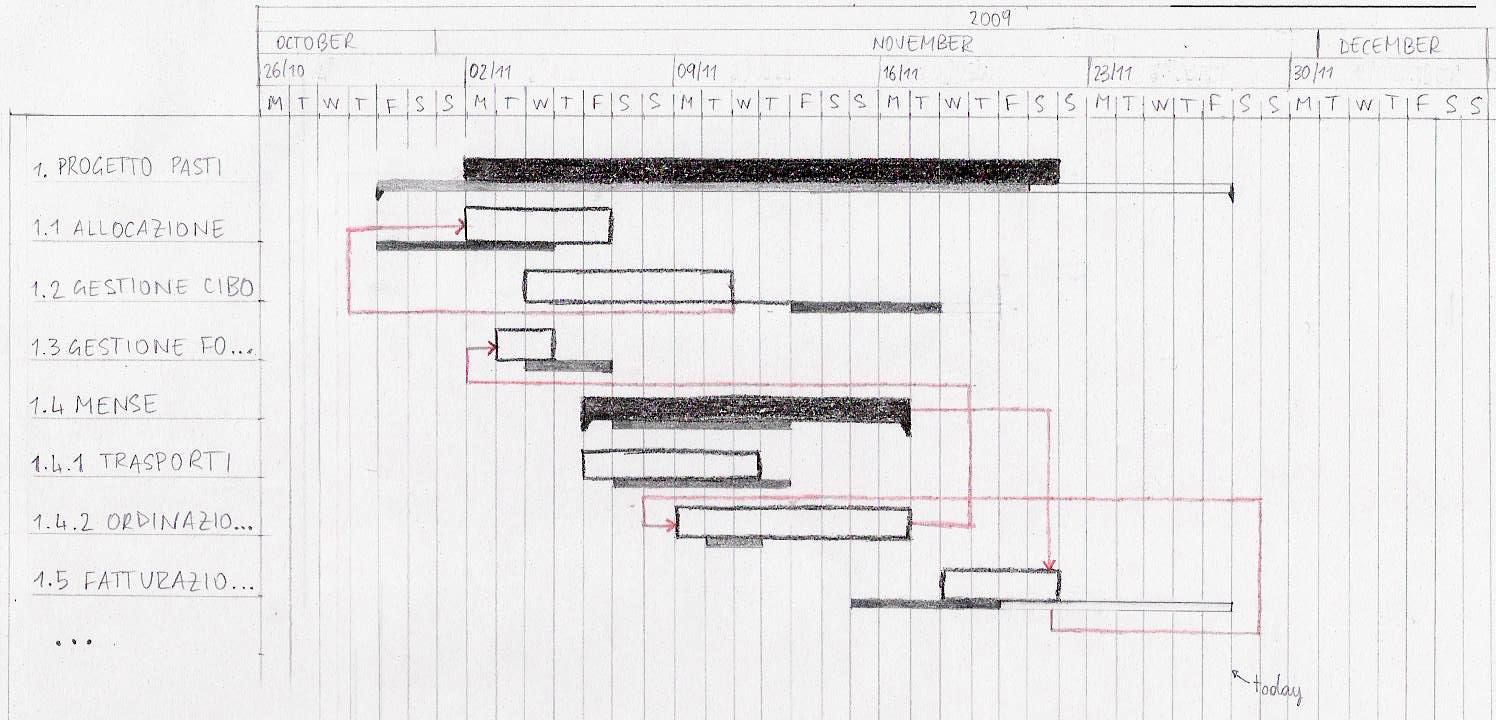 2009
OCTOBER NOVEMBER DECEMBER
26/10 02/11 09/11 16/11 23/11 30/11
M T W T F S S M T W T F S S M T W T F S S M T W T F S S M T W T F S S M T W T F S S
1. PROGETTO PASTI
1.1 ALLOCAZIONE
1.2 GESTIONE CIBO
1.3 GESTIONE FO...
1.4 MENSE
1.4.1 TRASPORTI
1.4.2 ORDINAZIO...
1.5 FATTURAZIO...
...
today